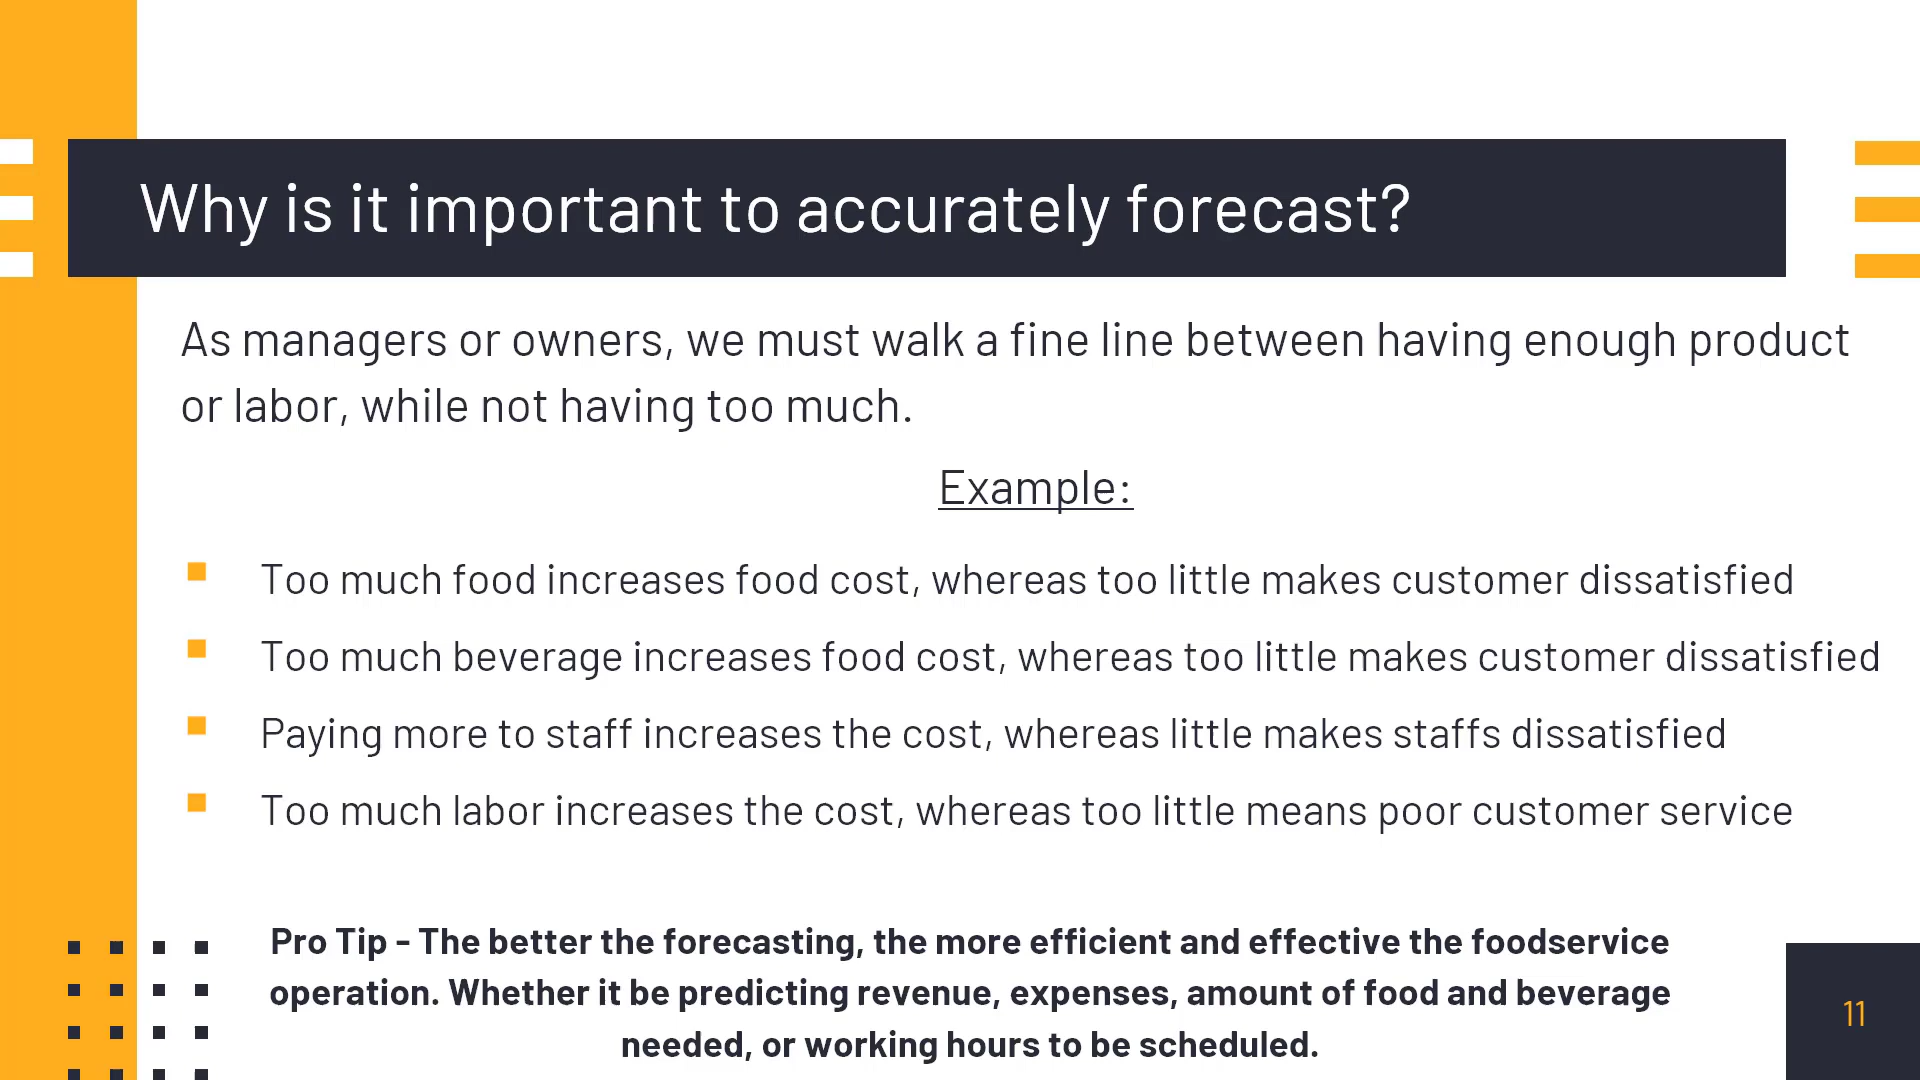 Why is it important to accurately forecast?
As managers or owners, we must walk a fine line between having enough product
or labor, while not having too much.
Example:
Too much food increases food cost, whereas too little makes customer dissatisfied
Too much beverage increases food cost, whereas too little makes customer dissatisfied
Paying more to staff increases the cost, whereas little makes staffs dissatisfied
Too much labor increases the cost, whereas too little means poor customer service
Pro Tip - The better the forecasting, the more efficient and effective the foodservice
operation. Whether it be predicting revenue, expenses, amount of food and beverage
needed, or working hours to be scheduled.
11